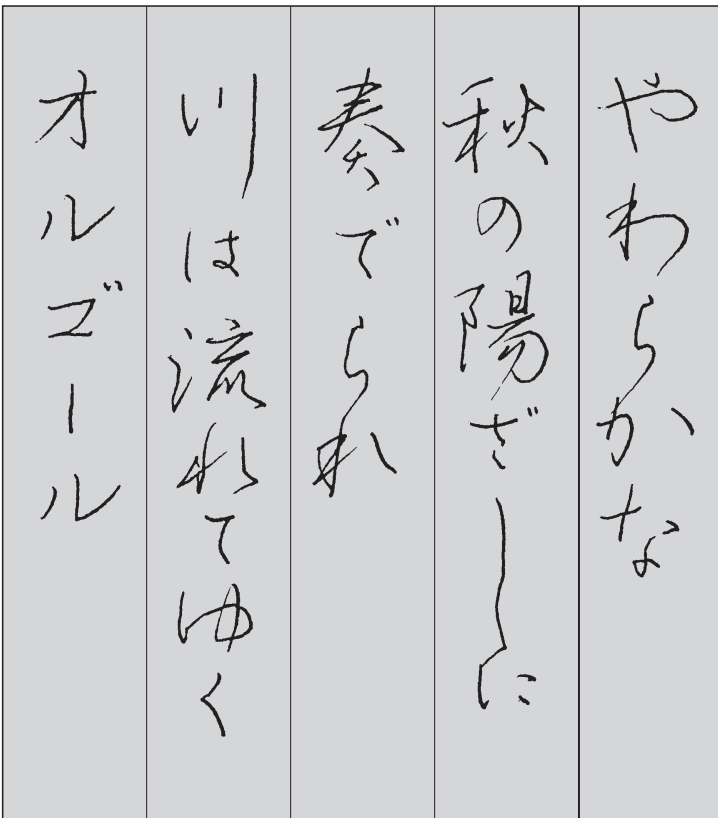 やわらかな
秋の陽ざしに
奏でられ
川は流れてゆく
オルゴール